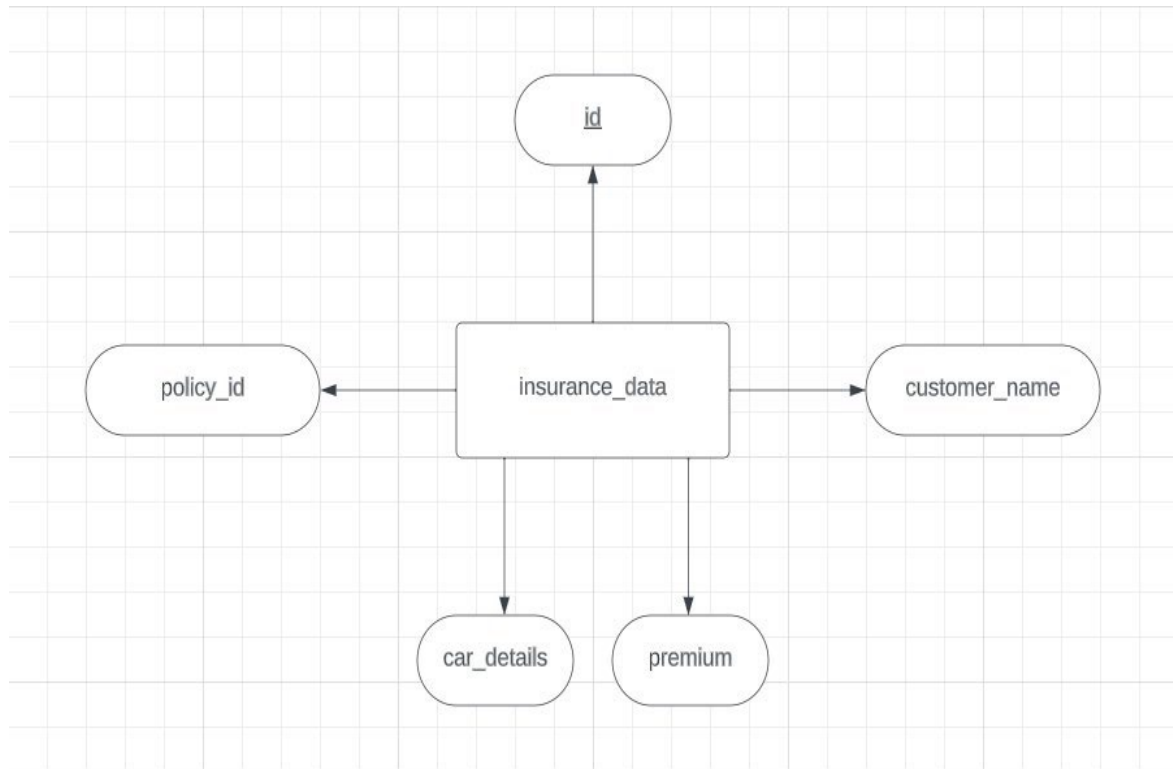 id
policy_id
insurance_data
customer_name
car_details
premium